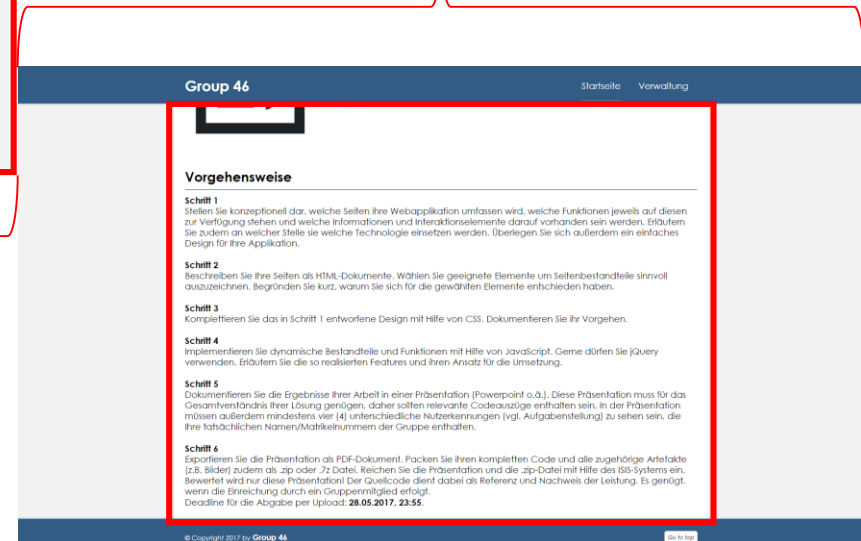 Group 46
Startseite Verwaltung
Vorgehensweise
Schritt 1
Stellen Sie konzeptionell dar, welche Seiten ihre Webapplikation umfassen wird, welche Funktionen jeweils auf diesen
zur Verfügung stehen und welche Informationen und Interaktionselemente darauf vorhanden sein werden. Erläutern
Sie zudem an welcher Stelle sie welche Technologie einsetzen werden. Überlegen Sie sich außerdem ein einfaches
Design für Ihre Applikation.
Schritt 2
Beschreiben Sie Ihre Seiten als HTML-Dokumente. Wählen Sie geeignete Elemente um Seitenbestandteile sinnvoll
auszuzeichnen. Begründen Sie kurz, warum Sie sich für die gewählten Elemente entschieden haben.
Schritt 3
Komplettieren Sie das in Schritt 1 entworfene Design mit Hilfe von CSS. Dokumentieren Sie ihr Vorgehen.
Schritt 4
Implementieren Sie dynamische Bestandteile und Funktionen mit Hilfe von JavaScript. Gerne dürfen Sie jQuery
verwenden. Erläutern Sie die so realisierten Features und ihren Ansatz für die Umsetzung.
Schritt 5
Dokumentieren Sie die Ergebnisse Ihrer Arbeit in einer Präsentation (Powerpoint o.ä.). Diese Präsentation muss für das
Gesamtverständnis Ihrer Lösung genügen, daher sollten relevante Codeauszüge enthalten sein. In der Präsentation
müssen außerdem mindestens vier (4) unterschiedliche Nutzerkennungen (vgl. Aufgabenstellung) zu sehen sein, die
Ihre tatsächlichen Namen/Matrikelnummern der Gruppe enthalten.
Schritt 6
Exportieren Sie die Präsentation als PDF-Dokument. Packen Sie ihren kompletten Code und alle zugehörige Artefakte
(z.B. Bilder) zudem als .zip oder .7z Datei. Reichen Sie die Präsentation und die .zip-Datei mit Hilfe des ISIS-Systems ein.
Bewertet wird nur diese Präsentation! Der Quellcode dient dabei als Referenz und Nachweis der Leistung. Es genügt,
wenn die Einreichung durch ein Gruppenmitglied erfolgt.
Deadline für die Abgabe per Upload: 28.05.2017, 23:55.
© Copyright 2017 by Group 46
Go to top